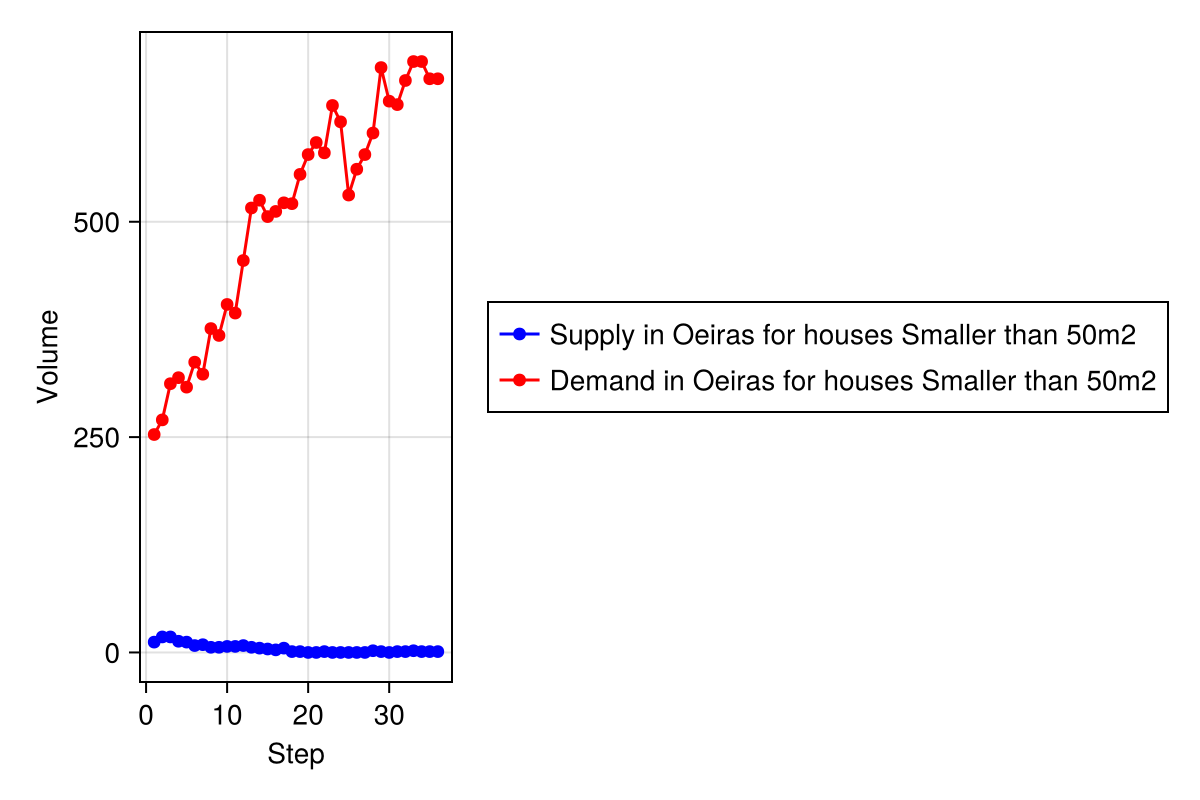 Volume
500
250
0
0 10 20 30
Step
Supply in Oeiras for houses Smaller than 50m2
Demand in Oeiras for houses Smaller than 50m2